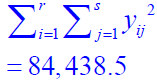 ∑_{i=1}^{r} ∑_{j=1}^{s} y_{ij}^{2}
= 84,438.5